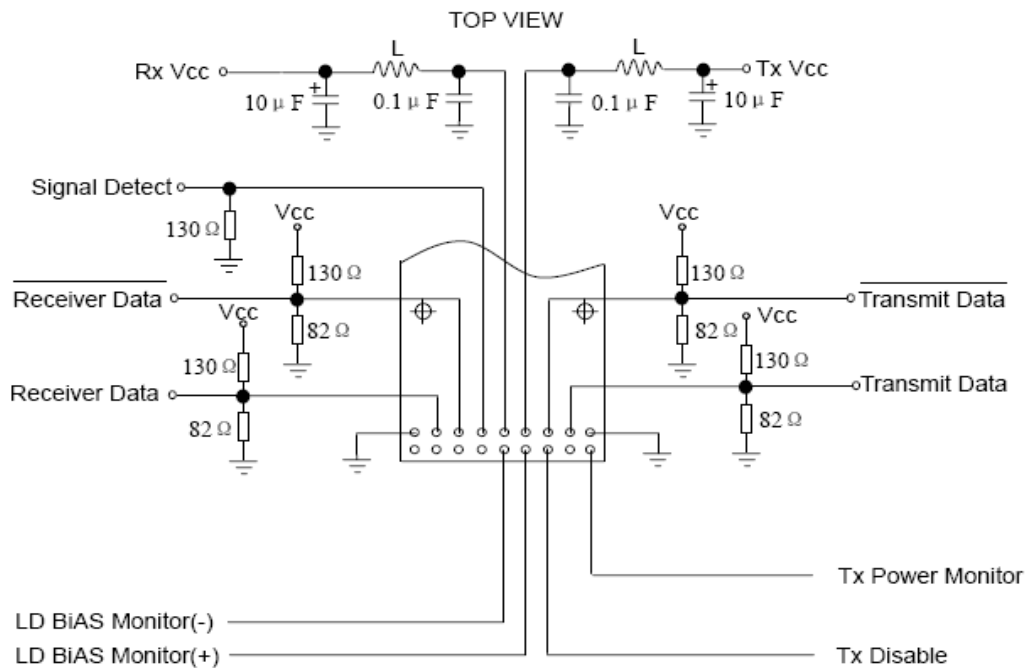 TOP VIEW
L
L
Rx Vcc
Tx Vcc
+
+
10 μ F
0.1 μ F
0.1 μ F
10 μ F
Signal Detect
130 Ω
Vcc
Vcc
130 Ω
130 Ω
Receiver Data
Transmit Data
Vcc
Vcc
82 Ω
82 Ω
130 Ω
130 Ω
Receiver Data
Transmit Data
82 Ω
82 Ω
Tx Power Monitor
LD BiAS Monitor(-)
LD BiAS Monitor(+)
Tx Disable